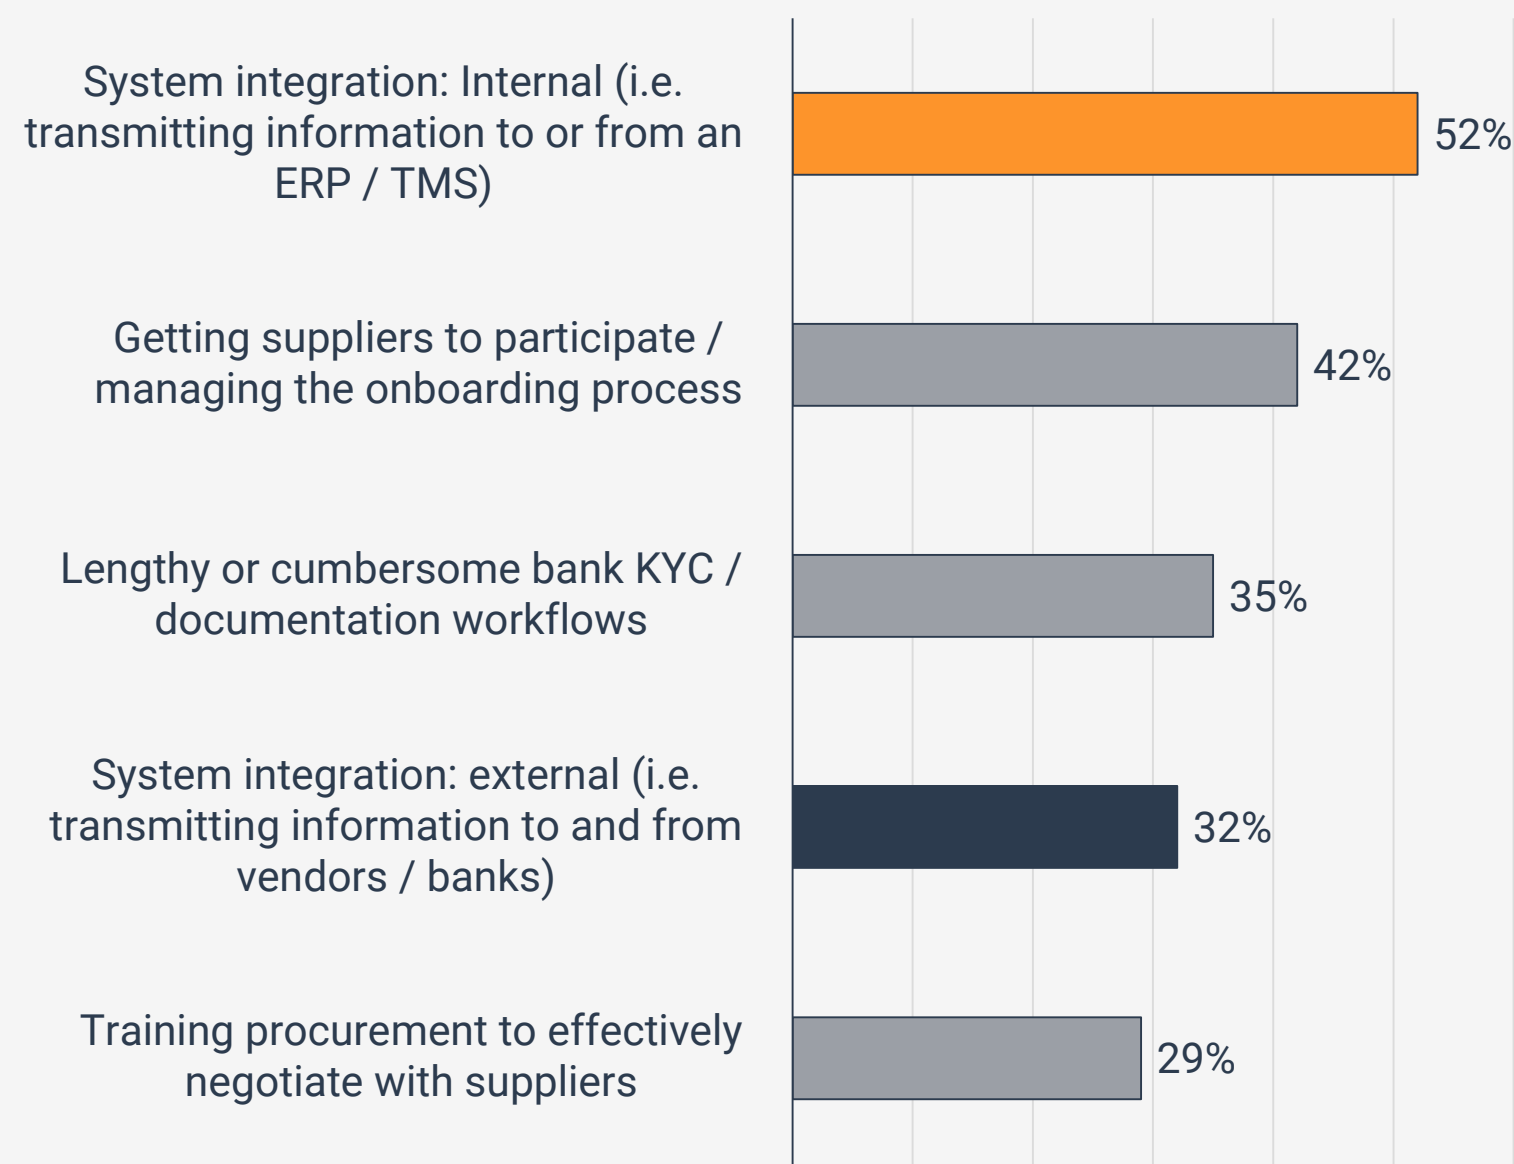 System integration: Internal (i.e.
transmitting information to or from an
ERP / TMS)
52%
Getting suppliers to participate /
managing the onboarding process
42%
Lengthy or cumbersome bank KYC /
documentation workflows
35%
System integration: external (i.e.
transmitting information to and from
vendors / banks)
32%
Training procurement to effectively
negotiate with suppliers
29%